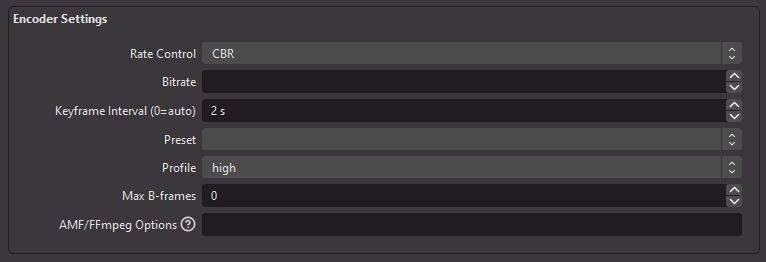 Encoder Settings
Rate Control CBR
Bitrate
Keyframe Interval (0=auto) 2 s
Preset
Profile high
Max B-frames 0
AMF/FFmpeg Options ?